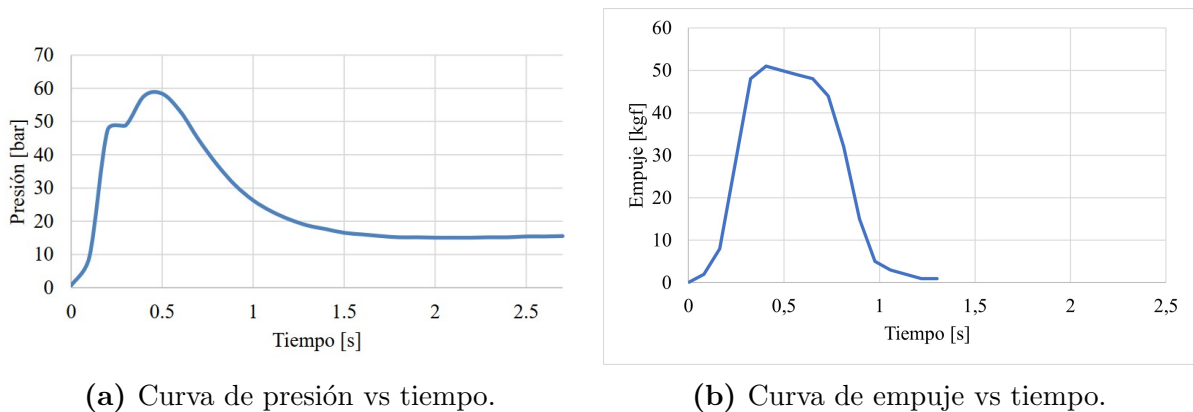 70
60
50
40
30
20
10
0
Presión [bar]
0 0.5 1 1.5 2 2.5
Tiempo [s]
(a) Curva de presión vs tiempo.
60
50
40
30
20
10
0
Empuje [kgf]
0 0,5 1 1,5 2 2,5
Tiempo [s]
(b) Curva de empuje vs tiempo.